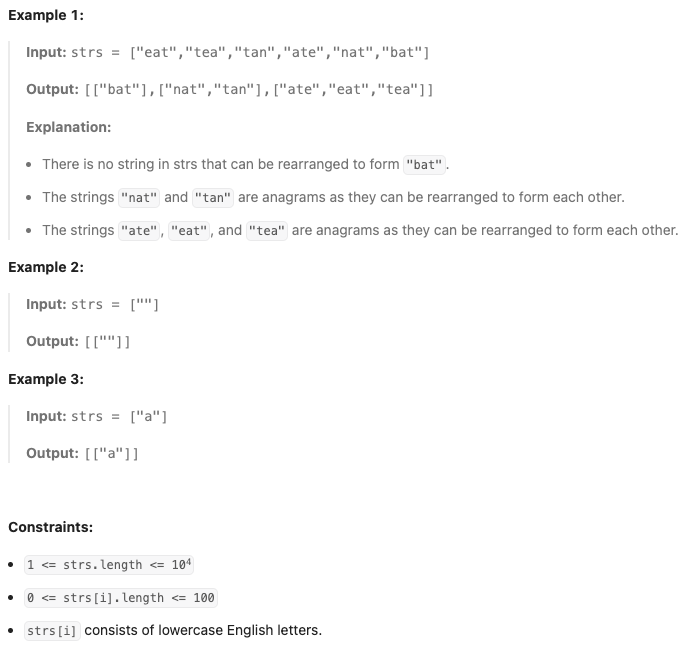 Example 1:
Input: strs = ["eat","tea","tan","ate","nat","bat"]
Output: [["bat"],["nat","tan"],["ate","eat","tea"]]
Explanation:
• There is no string in strs that can be rearranged to form "bat".
• The strings "nat" and "tan" are anagrams as they can be rearranged to form each other.
• The strings "ate", "eat", and "tea" are anagrams as they can be rearranged to form each other.
Example 2:
Input: strs = [""]
Output: [[""]]
Example 3:
Input: strs = ["a"]
Output: [["a"]]
Constraints:
• 1 <= strs.length <= 10⁴
• 0 <= strs[i].length <= 100
• strs[i] consists of lowercase English letters.